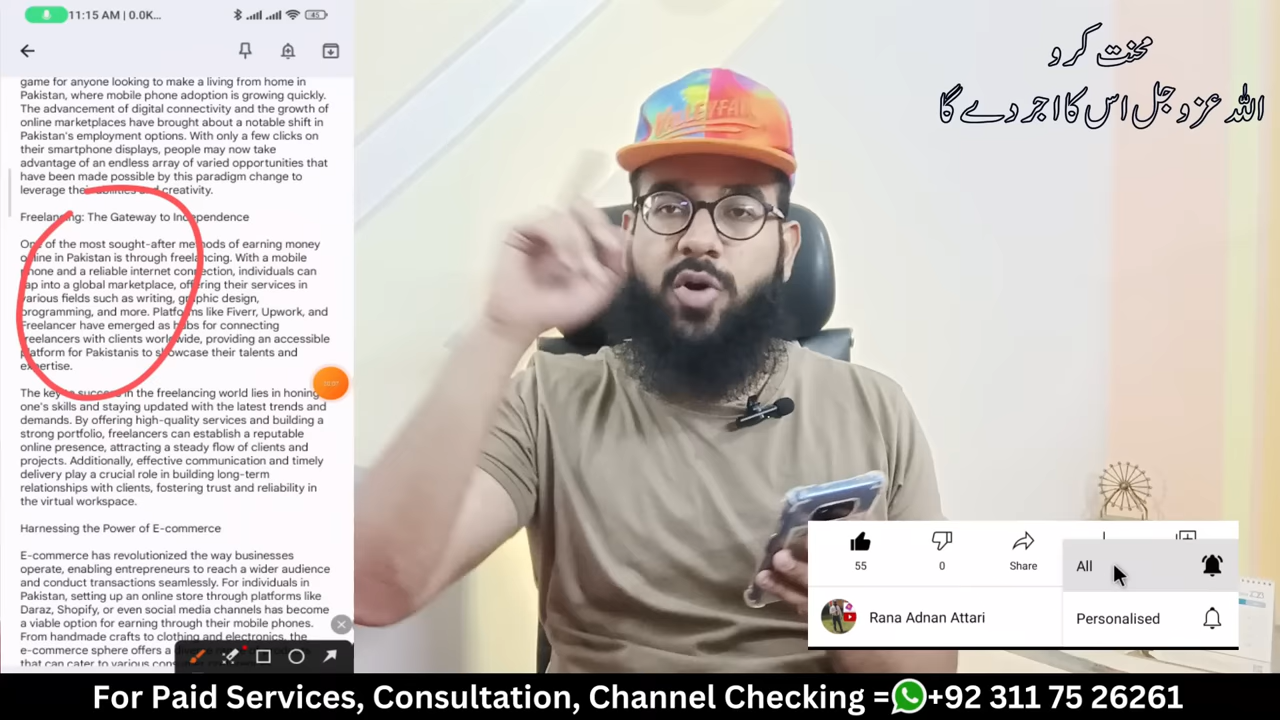 11:15 AM | 0.0K...
45
game for anyone looking to make a living from home in
Pakistan, where mobile phone adoption is growing quickly.
The advancement of digital connectivity and the growth of
online marketplaces have brought about a notable shift in
Pakistan's employment options. With only a few clicks on
their smartphone displays, people may now take
advantage of an endless array of varied opportunities that
have been made possible by this paradigm change to
leverage their abilities and creativity.
Freelancing: The Gateway to Independence
One of the most sought-after methods of earning money
online in Pakistan is through freelancing. With a mobile
phone and a reliable internet connection, individuals can
tap into a global marketplace, offering their services in
various fields such as writing, graphic design,
programming, and more. Platforms like Fiverr, Upwork, and
Freelancer have emerged as hubs for connecting
freelancers with clients worldwide, providing an accessible
platform for Pakistanis to showcase their talents and
expertise.
The key to success in the freelancing world lies in honing
one's skills and staying updated with the latest trends and
demands. By offering high-quality services and building a
strong portfolio, freelancers can establish a reputable
online presence, attracting a steady flow of clients and
projects. Additionally, effective communication and timely
delivery play a crucial role in building long-term
relationships with clients, fostering trust and reliability in
the virtual workspace.
Harnessing the Power of E-commerce
E-commerce has revolutionized the way businesses
operate, enabling entrepreneurs to reach a wider audience
and conduct transactions seamlessly. For individuals in
Pakistan, setting up an online store through platforms like
Daraz, Shopify, or even social media channels has become
a viable option for earning through their mobile phones.
From handmade crafts to clothing and electronics, the
e-commerce sphere offers a
that can cater to various
محنت کرو
اللہ عزوجل اس کا اجر دے گا
55
0
Share
All
Rana Adnan Attari
Personalised
For Paid Services, Consultation, Channel Checking = +92 311 75 26261